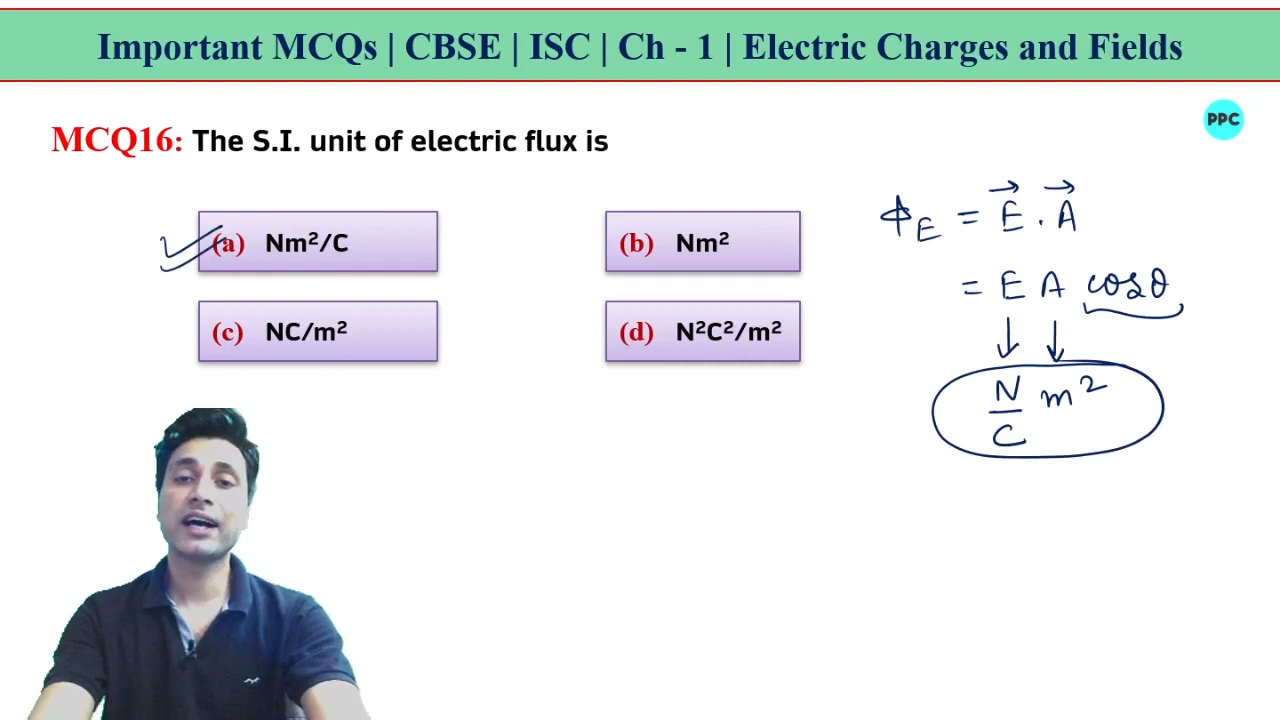 Important MCQs | CBSE | ISC | Ch - 1 | Electric Charges and Fields
PPC
MCQ16: The S.I. unit of electric flux is
(a) Nm²/C
(b) Nm²
(c) NC/m²
(d) N²C²/m²
ϕ_E = E⃗ . A⃗
= E A cosθ
N/C m²